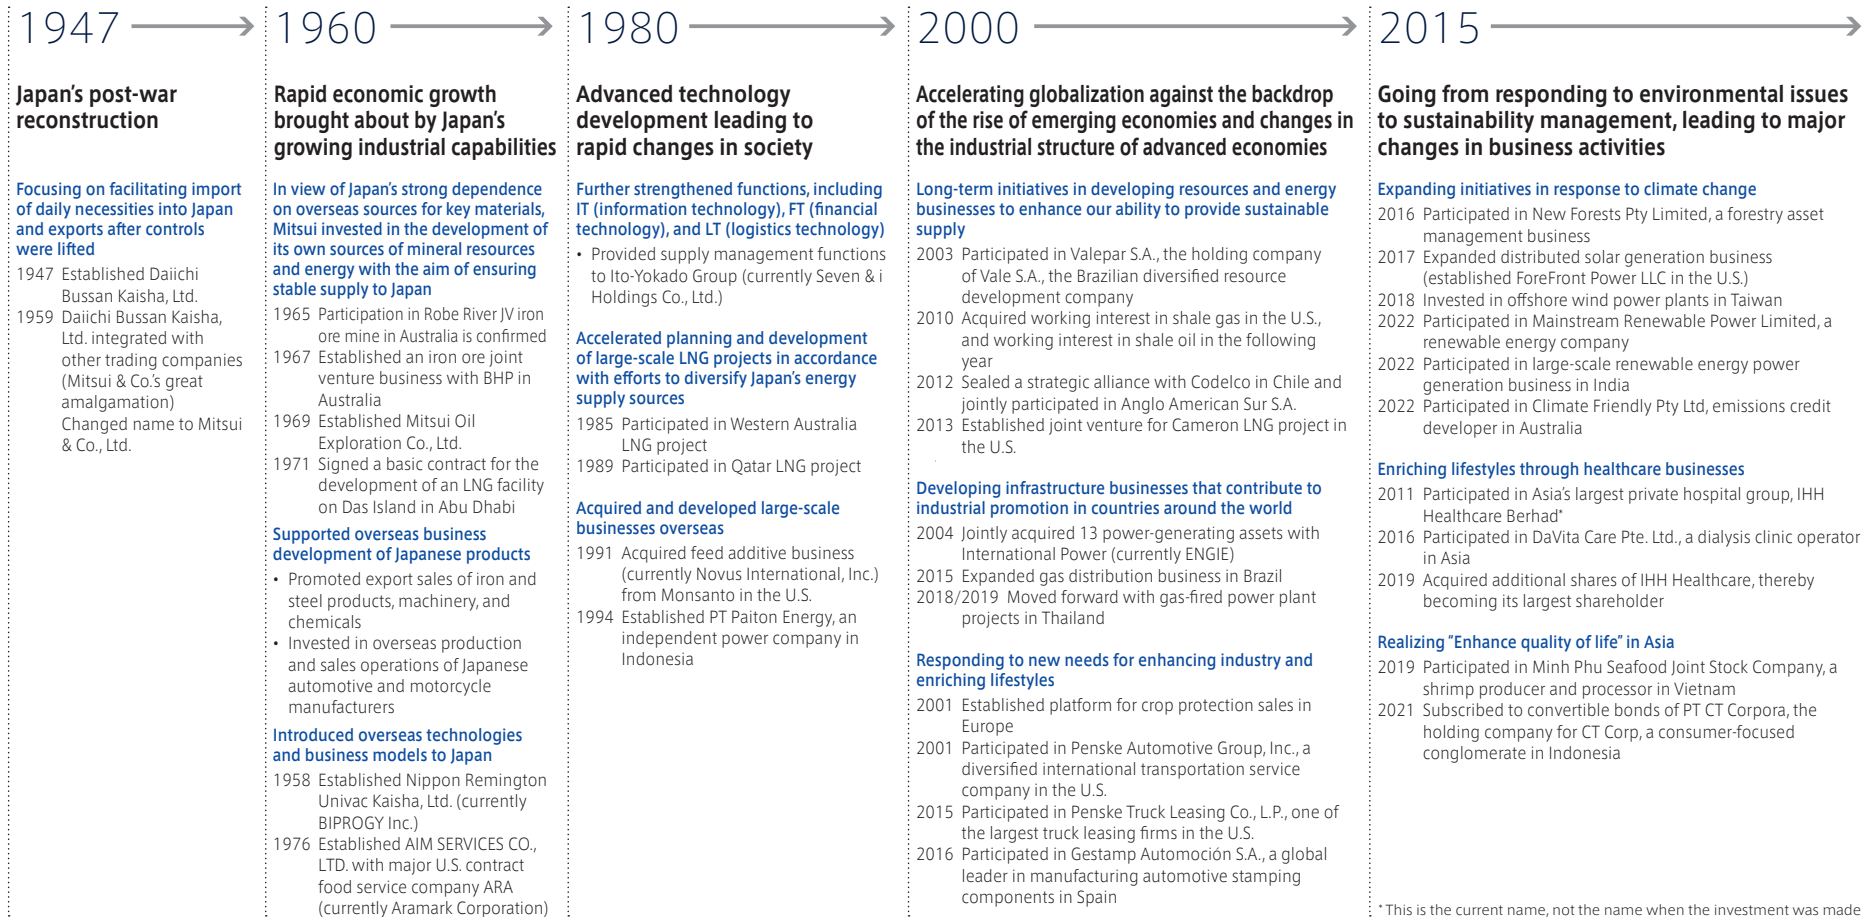 1947
Japan's post-war
reconstruction
Focusing on facilitating import
of daily necessities into Japan
and exports after controls
were lifted
1947 Established Daiichi
Bussan Kaisha, Ltd.
1959 Daiichi Bussan Kaisha,
Ltd. integrated with
other trading companies
(Mitsui & Co.'s great
amalgamation)
Changed name to Mitsui
& Co., Ltd.
1960
Rapid economic growth
brought about by Japan's
growing industrial capabilities
In view of Japan's strong dependence
on overseas sources for key materials,
Mitsui invested in the development of
its own sources of mineral resources
and energy with the aim of ensuring
stable supply to Japan
1965 Participation in Robe River JV iron
ore mine in Australia is confirmed
1967 Established an iron ore joint
venture business with BHP in
Australia
1969 Established Mitsui Oil
Exploration Co., Ltd.
1971 Signed a basic contract for the
development of an LNG facility
on Das Island in Abu Dhabi
Supported overseas business
development of Japanese products
• Promoted export sales of iron and
steel products, machinery, and
chemicals
• Invested in overseas production
and sales operations of Japanese
automotive and motorcycle
manufacturers
Introduced overseas technologies
and business models to Japan
1958 Established Nippon Remington
Univac Kaisha, Ltd. (currently
BIPROGY Inc.)
1976 Established AIM SERVICES CO.,
LTD. with major U.S. contract
food service company ARA
(currently Aramark Corporation)
1980
Advanced technology
development leading to
rapid changes in society
Further strengthened functions, including
IT (information technology), FT (financial
technology), and LT (logistics technology)
• Provided supply management functions
to Ito-Yokado Group (currently Seven & i
Holdings Co., Ltd.)
Accelerated planning and development
of large-scale LNG projects in accordance
with efforts to diversify Japan's energy
supply sources
1985 Participated in Western Australia
LNG project
1989 Participated in Qatar LNG project
Acquired and developed large-scale
businesses overseas
1991 Acquired feed additive business
(currently Novus International, Inc.)
from Monsanto in the U.S.
1994 Established PT Paiton Energy, an
independent power company in
Indonesia
2000
Accelerating globalization against the backdrop
of the rise of emerging economies and changes in
the industrial structure of advanced economies
Long-term initiatives in developing resources and energy
businesses to enhance our ability to provide sustainable
supply
2003 Participated in Valepar S.A., the holding company
of Vale S.A., the Brazilian diversified resource
development company
2010 Acquired working interest in shale gas in the U.S.,
and working interest in shale oil in the following
year
2012 Sealed a strategic alliance with Codelco in Chile and
jointly participated in Anglo American Sur S.A.
2013 Established joint venture for Cameron LNG project in
the U.S.
Developing infrastructure businesses that contribute to
industrial promotion in countries around the world
2004 Jointly acquired 13 power-generating assets with
International Power (currently ENGIE)
2015 Expanded gas distribution business in Brazil
2018/2019 Moved forward with gas-fired power plant
projects in Thailand
Responding to new needs for enhancing industry and
enriching lifestyles
2001 Established platform for crop protection sales in
Europe
2001 Participated in Penske Automotive Group, Inc., a
diversified international transportation service
company in the U.S.
2015 Participated in Penske Truck Leasing Co., L.P., one of
the largest truck leasing firms in the U.S.
2016 Participated in Gestamp Automoción S.A., a global
leader in manufacturing automotive stamping
components in Spain
2015
Going from responding to environmental issues
to sustainability management, leading to major
changes in business activities
Expanding initiatives in response to climate change
2016 Participated in New Forests Pty Limited, a forestry asset
management business
2017 Expanded distributed solar generation business
(established ForeFront Power LLC in the U.S.)
2018 Invested in offshore wind power plants in Taiwan
2022 Participated in Mainstream Renewable Power Limited, a
renewable energy company
2022 Participated in large-scale renewable energy power
generation business in India
2022 Participated in Climate Friendly Pty Ltd, emissions credit
developer in Australia
Enriching lifestyles through healthcare businesses
2011 Participated in Asia's largest private hospital group, IHH
Healthcare Berhad*
2016 Participated in DaVita Care Pte. Ltd., a dialysis clinic operator
in Asia
2019 Acquired additional shares of IHH Healthcare, thereby
becoming its largest shareholder
Realizing "Enhance quality of life" in Asia
2019 Participated in Minh Phu Seafood Joint Stock Company, a
shrimp producer and processor in Vietnam
2021 Subscribed to convertible bonds of PT CT Corpora, the
holding company for CT Corp, a consumer-focused
conglomerate in Indonesia
* This is the current name, not the name when the investment was made